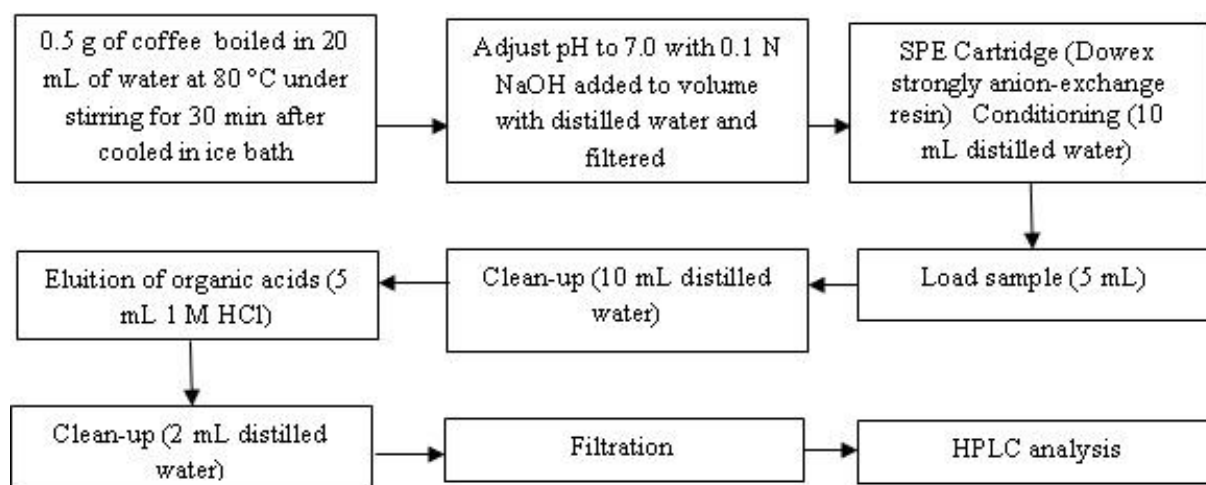 0.5 g of coffee boiled in 20
mL of water at 80 °C under
stirring for 30 min after
cooled in ice bath
Adjust pH to 7.0 with 0.1 N
NaOH added to volume
with distilled water and
filtered
SPE Cartridge (Dowex
strongly anion-exchange
resin) Conditioning (10
mL distilled water)
Load sample (5 mL)
Clean-up (10 mL distilled
water)
Eluition of organic acids (5
mL 1 M HCl)
Clean-up (2 mL distilled
water)
Filtration
HPLC analysis